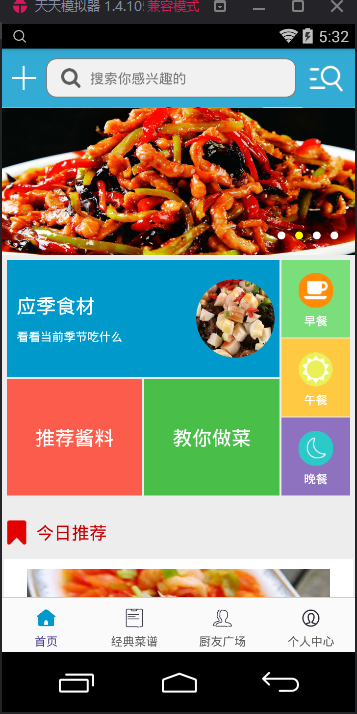 天天模拟器 1.4.10 兼容模式
5:32
搜索你感兴趣的
应季食材
看看当前季节吃什么
早餐
午餐
推荐酱料
教你做菜
晚餐
今日推荐
首页
经典菜谱
厨友广场
个人中心